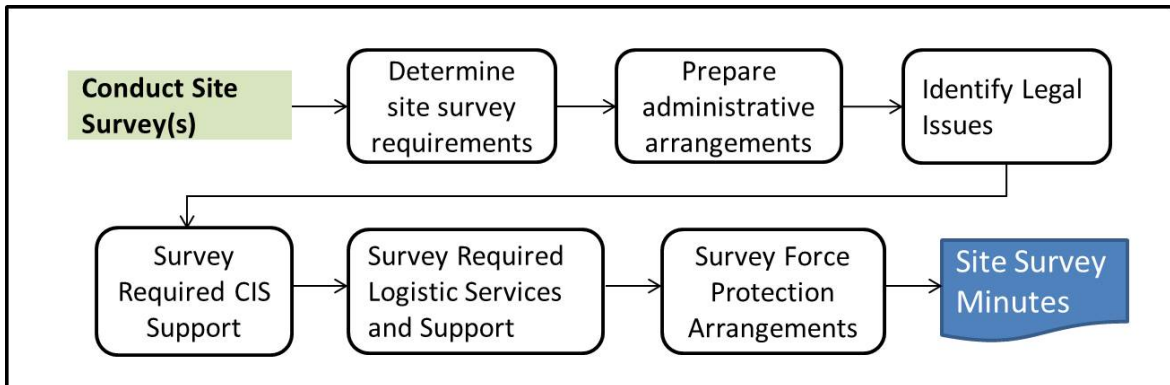 Conduct Site
Survey(s)
Determine
site survey
requirements
Prepare
administrative
arrangements
Identify Legal
Issues
Survey
Required CIS
Support
Survey Required
Logistic Services
and Support
Survey Force
Protection
Arrangements
Site Survey
Minutes